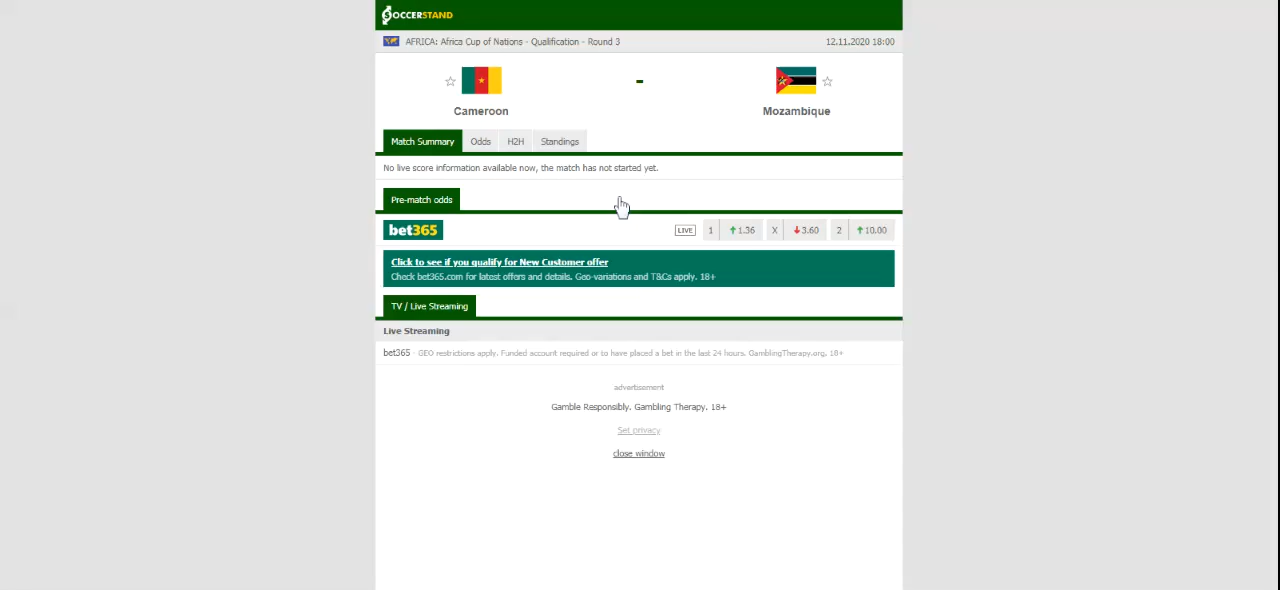 SOCCERSTAND
AFRICA: Africa Cup of Nations - Qualification - Round 3 12.11.2020 18:00
-
Cameroon Mozambique
Match Summary Odds H2H Standings
No live score information available now, the match has not started yet.
Pre-match odds
bet365 LIVE 1 1.36 X 3.60 2 10.00
Click to see if you qualify for New Customer offer
Check bet365.com for latest offers and details. Geo-variations and T&Cs apply. 18+
TV / Live Streaming
Live Streaming
bet365 - GEO restrictions apply. Funded account required or to have placed a bet in the last 24 hours. GamblingTherapy.org, 18+
advertisement
Gamble Responsibly. Gambling Therapy. 18+
Set privacy
close window